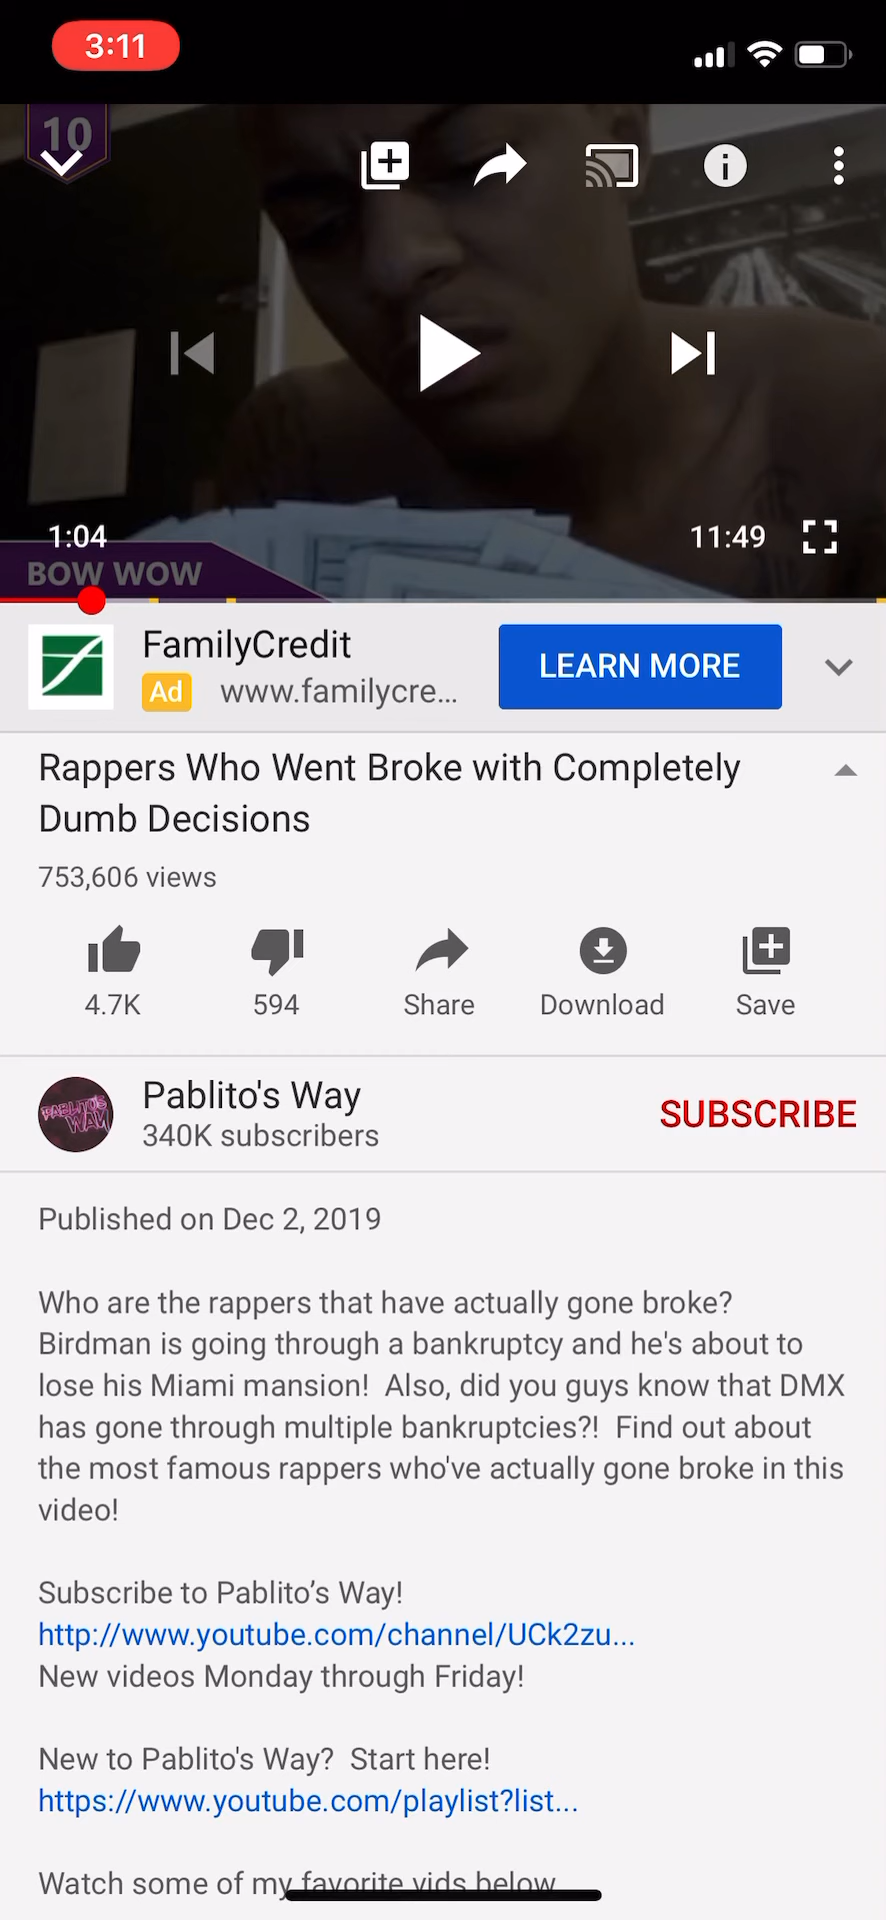 3:11
10
1:04
11:49
BOW WOW
FamilyCredit
LEARN MORE
Ad www.familycre...
Rappers Who Went Broke with Completely
Dumb Decisions
753,606 views
4.7K
594
Share
Download
Save
PABLITO'S
WAY
Pablito's Way
340K subscribers
SUBSCRIBE
Published on Dec 2, 2019
Who are the rappers that have actually gone broke?
Birdman is going through a bankruptcy and he's about to
lose his Miami mansion!  Also, did you guys know that DMX
has gone through multiple bankruptcies?!  Find out about
the most famous rappers who've actually gone broke in this
video!
Subscribe to Pablito’s Way!
http://www.youtube.com/channel/UCk2zu...
New videos Monday through Friday!
New to Pablito's Way?  Start here!
https://www.youtube.com/playlist?list...
Watch some of my favorite vids below